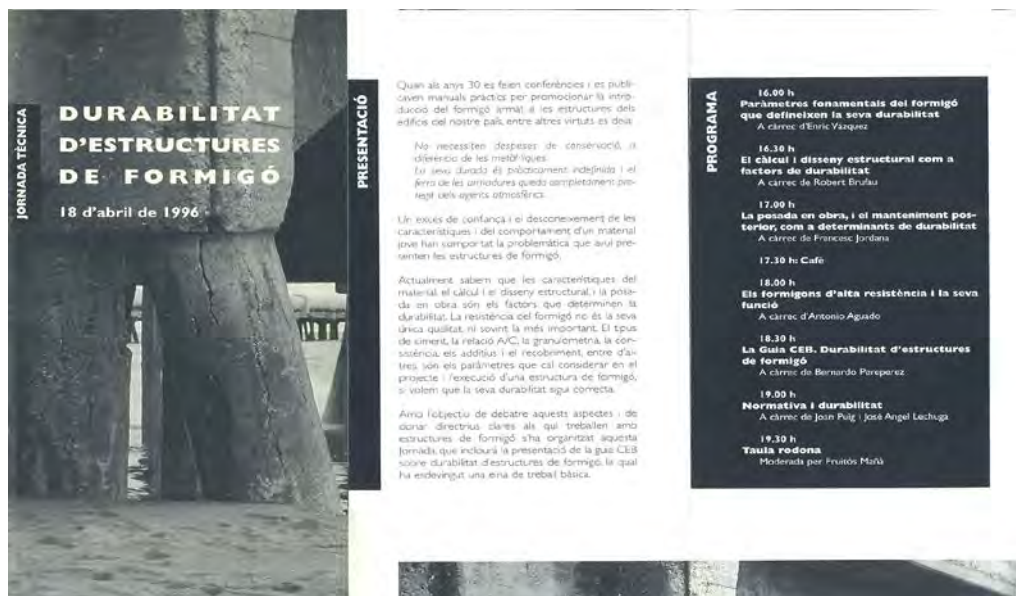 JORNADA TÈCNICA
DURABILITAT
D'ESTRUCTURES
DE FORMIGÓ
18 d'abril de 1996
PRESENTACIÓ
Quan als anys 30 es feien conferències i es publi-
caven manuals pràctics per promocionar la intro-
ducció del formigó armat a les estructures dels
edificis del nostre país, entre altres virtuts es deia:
No necessiten despeses de conservació, a
diferència de les metàl·liques.
La seva durada és pràcticament indefinida i el
ferro de les armadures queda completament pro-
tegit dels agents atmosfèrics.
Un excés de confiança i el desconeixement de les
característiques i del comportament d'un material
jove han comportat la problemàtica que avui pre-
senten les estructures de formigó.
Actualment sabem que les característiques del
material, el càlcul i el disseny estructural, i la posa-
da en obra són els factors que determinen la
durabilitat. La resistència del formigó no és la seva
única qualitat, ni sovint la més important. El tipus
de ciment, la relació A/C, la granulometria, la con-
sistència, els additius i el recobriment, entre d'al-
tres, són els paràmetres que cal considerar en el
projecte i l'execució d'una estructura de formigó,
si volem que la seva durabilitat sigui correcta.
Amb l'objectiu de debatre aquests aspectes i de
donar directrius clares als qui treballen amb
estructures de formigó s'ha organitzat aquesta
Jornada, que inclourà la presentació de la guia CEB
sobre durabilitat d'estructures de formigó, la qual
ha esdevingut una eina de treball bàsica.
PROGRAMA
16.00 h
Paràmetres fonamentals del formigó
que defineixen la seva durabilitat
A càrrec d'Enric Vázquez
16.30 h
El càlcul i disseny estructural com a
factors de durabilitat
A càrrec de Robert Brufau
17.00 h
La posada en obra, i el manteniment pos-
terior, com a determinants de durabilitat
A càrrec de Francesc Jordana
17.30 h: Cafè
18.00 h
Els formigons d'alta resistència i la seva
funció
A càrrec d'Antonio Aguado
18.30 h
La Guia CEB. Durabilitat d'estructures
de formigó
A càrrec de Bernardo Perepérez
19.00 h
Normativa i durabilitat
A càrrec de Joan Puig i José Angel Lechuga
19.30 h
Taula rodona
Moderada per Fruitós Mañá